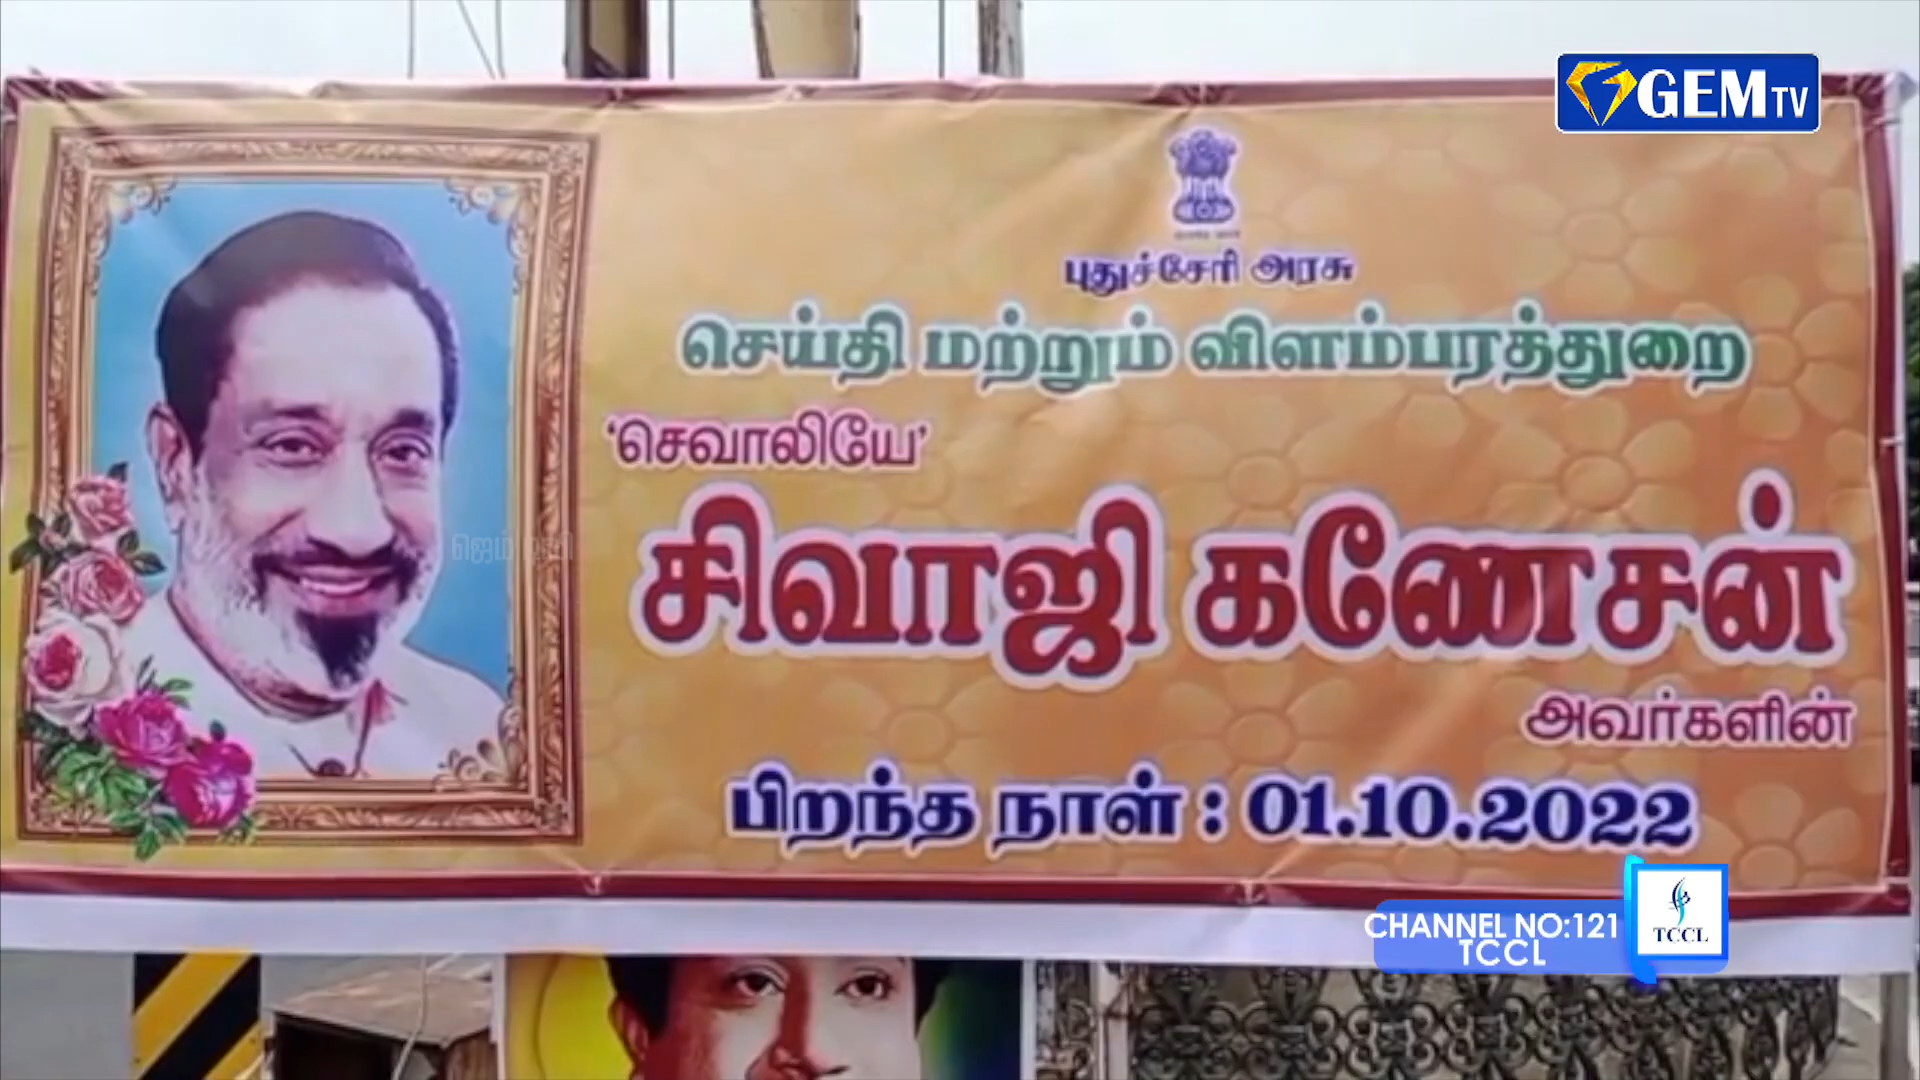 GEM TV
புதுச்சேரி அரசு
செய்தி மற்றும் விளம்பரத்துறை
'செவாலியே'
சிவாஜி கணேசன்
அவர்களின்
பிறந்த நாள் : 01.10.2022
ஜெம் டிவி
CHANNEL NO:121
TCCL
TCCL